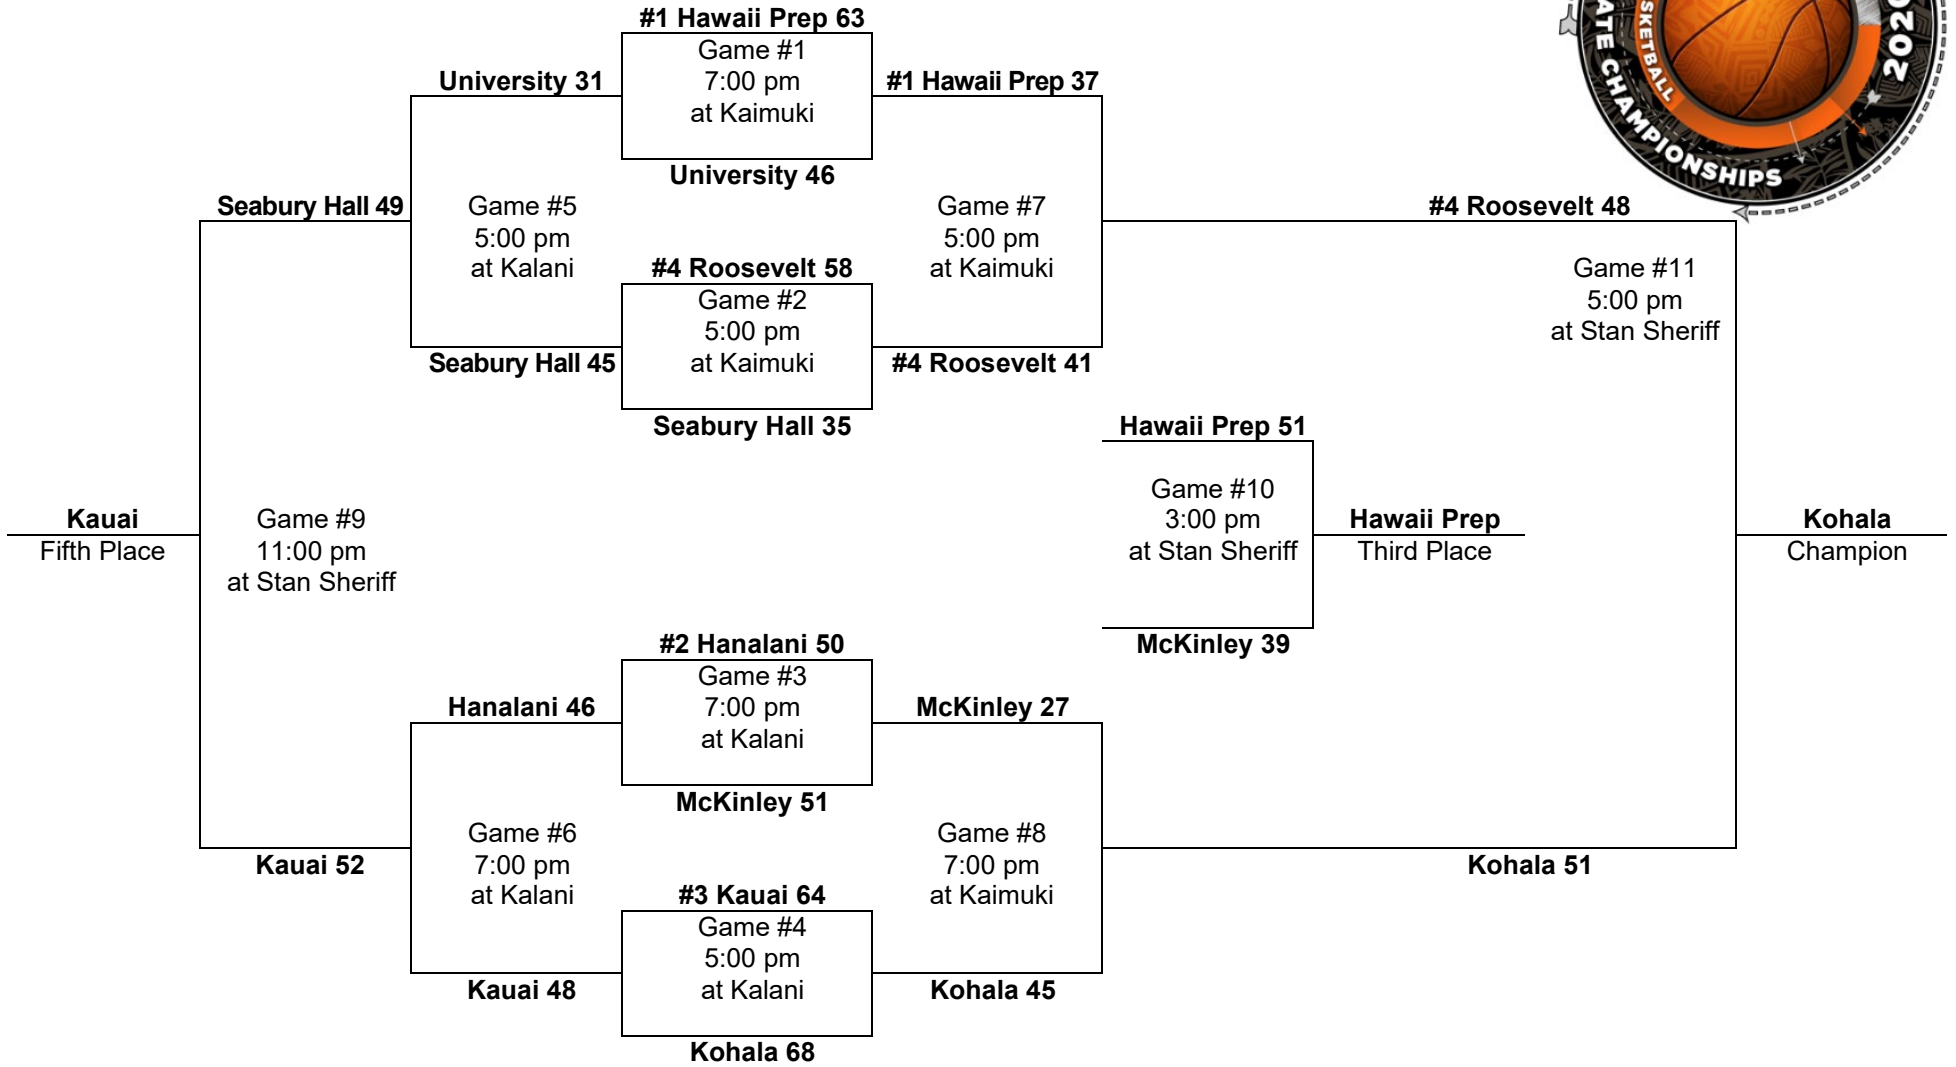 #1 Hawaii Prep 63
Game #1
7:00 pm
at Kaimuki
University 46
University 31
#1 Hawaii Prep 37
Seabury Hall 49
Game #5
5:00 pm
at Kalani
Game #7
5:00 pm
at Kaimuki
#4 Roosevelt 48
#4 Roosevelt 58
Game #2
5:00 pm
at Kaimuki
Seabury Hall 35
Seabury Hall 45
#4 Roosevelt 41
Game #11
5:00 pm
at Stan Sheriff
Hawaii Prep 51
Game #10
3:00 pm
at Stan Sheriff
McKinley 39
Kauai
Fifth Place
Game #9
11:00 pm
at Stan Sheriff
Hawaii Prep
Third Place
Kohala
Champion
#2 Hanalani 50
Game #3
7:00 pm
at Kalani
McKinley 51
Hanalani 46
McKinley 27
Kauai 52
Game #6
7:00 pm
at Kalani
Game #8
7:00 pm
at Kaimuki
Kohala 51
#3 Kauai 64
Game #4
5:00 pm
at Kalani
Kohala 68
Kauai 48
Kohala 45
CHAMPIONSHIPS